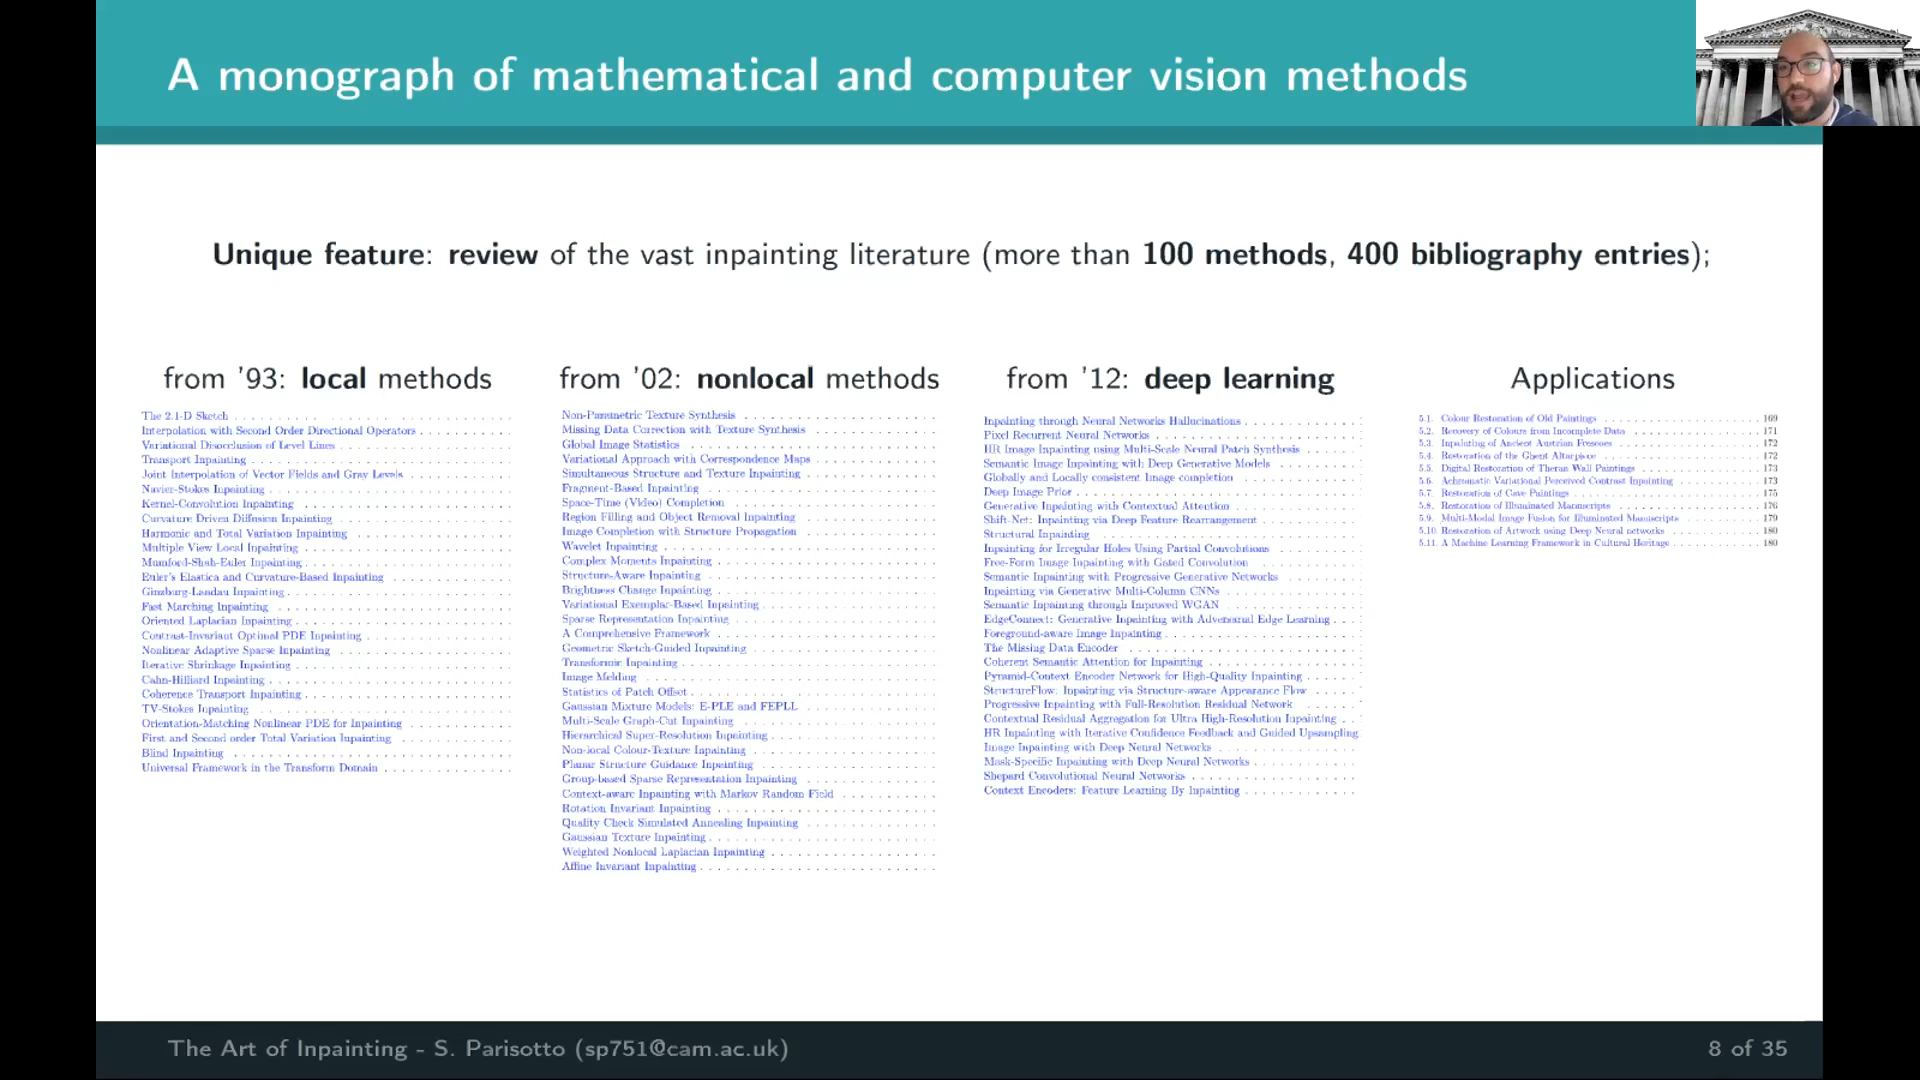 A monograph of mathematical and computer vision methods
Unique feature: review of the vast inpainting literature (more than 100 methods, 400 bibliography entries);
from '93: local methods
The 2.1-D Sketch
Interpolation with Second Order Directional Operators
Variational Disocclusion of Level Lines
Transport Inpainting
Joint Interpolation of Vector Fields and Gray Levels
Navier-Stokes Inpainting
Kernel-Convolution Inpainting
Curvature Driven Diffusion Inpainting
Harmonic and Total Variation Inpainting
Multiple View Local Inpainting
Mumford-Shah-Euler Inpainting
Euler's Elastica and Curvature-Based Inpainting
Ginzburg-Landau Inpainting
Fast Marching Inpainting
Oriented Laplacian Inpainting
Contrast-Invariant Optimal PDE Inpainting
Nonlinear Adaptive Sparse Inpainting
Iterative Shrinkage Inpainting
Cahn-Hilliard Inpainting
Coherence Transport Inpainting
TV-Stokes Inpainting
Orientation-Matching Nonlinear PDE for Inpainting
First and Second order Total Variation Inpainting
Blind Inpainting
Universal Framework in the Transform Domain
from '02: nonlocal methods
Non-Parametric Texture Synthesis
Missing Data Correction with Texture Synthesis
Global Image Statistics
Variational Approach with Correspondence Maps
Simultaneous Structure and Texture Inpainting
Fragment-Based Inpainting
Space-Time (Video) Completion
Region Filling and Object Removal Inpainting
Image Completion with Structure Propagation
Wavelet Inpainting
Complex Moments Inpainting
Structure-Aware Inpainting
Brightness Change Inpainting
Variational Exemplar-Based Inpainting
Sparse Representation Inpainting
A Comprehensive Framework
Geometric Sketch-Guided Inpainting
Transformic Inpainting
Image Melding
Statistics of Patch Offset
Gaussian Mixture Models: E-PLE and FEPLL
Multi-Scale Graph-Cut Inpainting
Hierarchical Super-Resolution Inpainting
Non-local Colour-Texture Inpainting
Planar Structure Guidance Inpainting
Group-based Sparse Representation Inpainting
Context-aware Inpainting with Markov Random Field
Rotation Invariant Inpainting
Quality Check Simulated Annealing Inpainting
Gaussian Texture Inpainting
Weighted Nonlocal Laplacian Inpainting
Affine Invariant Inpainting
from '12: deep learning
Inpainting through Neural Networks Hallucinations
Pixel Recurrent Neural Networks
HR Image Inpainting using Multi-Scale Neural Patch Synthesis
Semantic Image Inpainting with Deep Generative Models
Globally and Locally consistent Image completion
Deep Image Prior
Generative Inpainting with Contextual Attention
Shift-Net: Inpainting via Deep Feature Rearrangement
Structural Inpainting
Inpainting for Irregular Holes Using Partial Convolutions
Free-Form Image Inpainting with Gated Convolution
Semantic Inpainting with Progressive Generative Networks
Inpainting via Generative Multi-Column CNNs
Semantic Inpainting through Improved WGAN
EdgeConnect: Generative Inpainting with Adversarial Edge Learning
Foreground-aware Image Inpainting
The Missing Data Encoder
Coherent Semantic Attention for Inpainting
Pyramid-Context Encoder Network for High-Quality Inpainting
StructureFlow: Inpainting via Structure-aware Appearance Flow
Progressive Inpainting with Full-Resolution Residual Network
Contextual Residual Aggregation for Ultra High-Resolution Inpainting
HR Inpainting with Iterative Confidence Feedback and Guided Upsampling
Image Inpainting with Deep Neural Networks
Mask-Specific Inpainting with Deep Neural Networks
Shepard Convolutional Neural Networks
Context Encoders: Feature Learning By Inpainting
Applications
5.1. Colour Restoration of Old Paintings 169
5.2. Recovery of Colours from Incomplete Data 171
5.3. Inpainting of Ancient Austrian Frescoes 172
5.4. Restoration of the Ghent Altarpiece 172
5.5. Digital Restoration of Theran Wall Paintings 173
5.6. Achromatic Variational Perceived Contrast Inpainting 173
5.7. Restoration of Cave Paintings 175
5.8. Restoration of Illuminated Manuscripts 176
5.9. Multi-Modal Image Fusion for Illuminated Manuscripts 179
5.10. Restoration of Artwork using Deep Neural networks 180
5.11. A Machine Learning Framework in Cultural Heritage 180
The Art of Inpainting - S. Parisotto (sp751@cam.ac.uk)
8 of 35